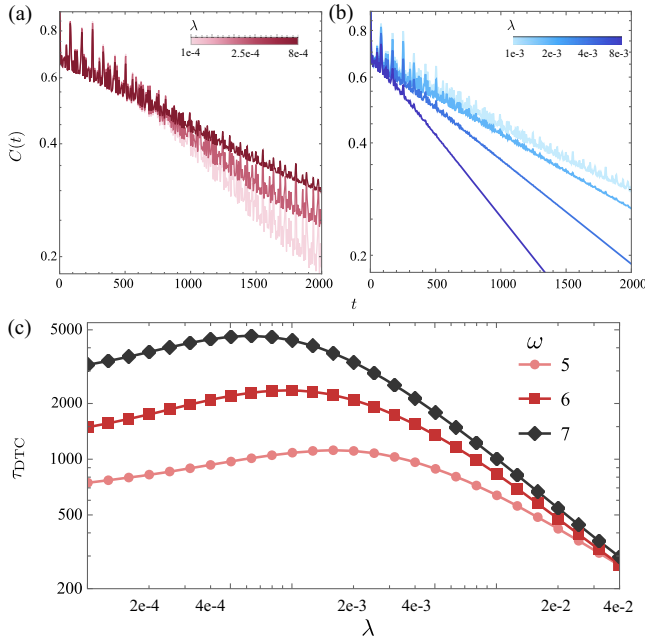 (a)
λ
1e-4 2.5e-4 8e-4
0.8
0.6
0.4
0.2
C(t)
0 500 1000 1500 2000
(b)
λ
1e-3 2e-3 4e-3 8e-3
0.8
0.6
0.4
0.2
0 500 1000 1500 2000
t
(c)
5000
2000
1000
500
200
τDTC
ω
5
6
7
2e-4 4e-4 2e-3 4e-3 2e-2 4e-2
λ